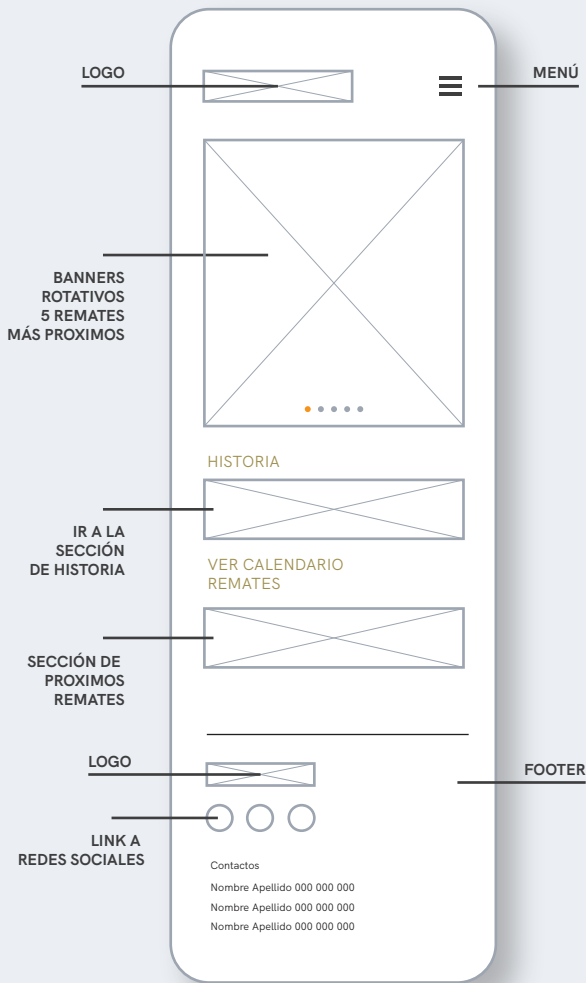 LOGO
MENÚ
BANNERS
ROTATIVOS
5 REMATES
MÁS PROXIMOS
HISTORIA
IR A LA
SECCIÓN
DE HISTORIA
VER CALENDARIO
REMATES
SECCIÓN DE
PROXIMOS
REMATES
LOGO
FOOTER
LINK A
REDES SOCIALES
Contactos
Nombre Apellido 000 000 000
Nombre Apellido 000 000 000
Nombre Apellido 000 000 000